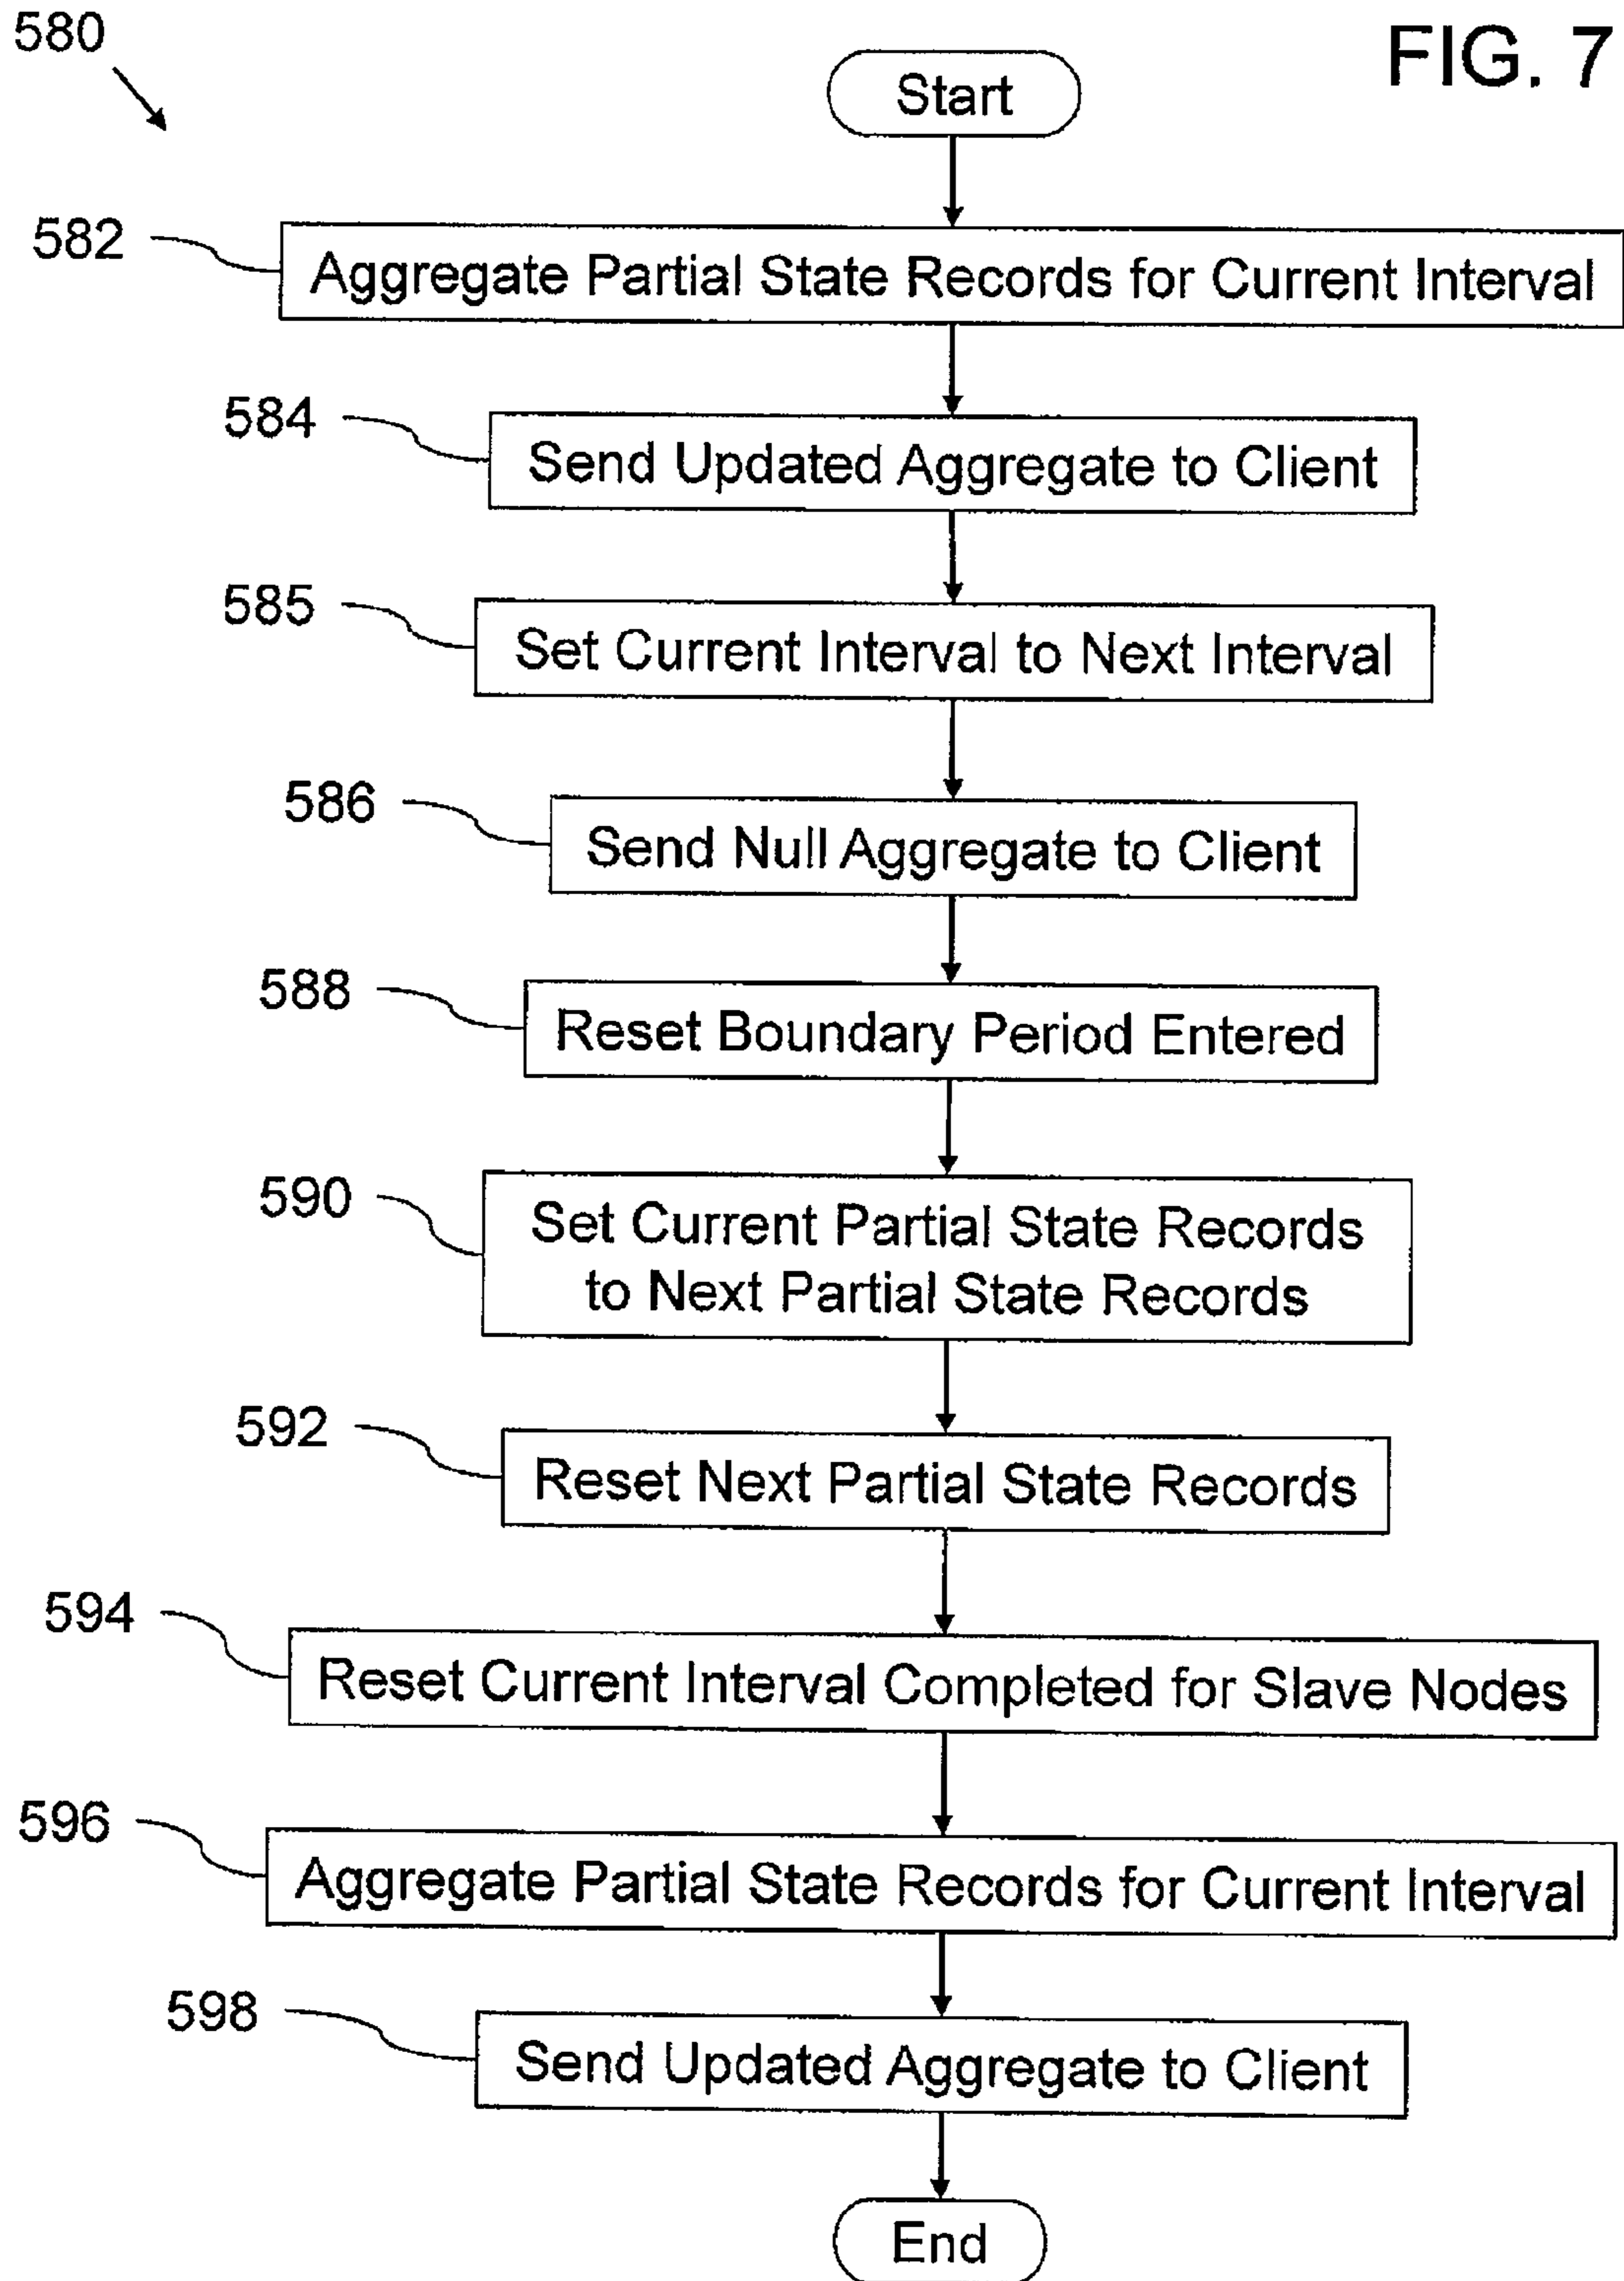 580
FIG. 7
Start
582
Aggregate Partial State Records for Current Interval
584
Send Updated Aggregate to Client
585
Set Current Interval to Next Interval
586
Send Null Aggregate to Client
588
Reset Boundary Period Entered
590
Set Current Partial State Records
to Next Partial State Records
592
Reset Next Partial State Records
594
Reset Current Interval Completed for Slave Nodes
596
Aggregate Partial State Records for Current Interval
598
Send Updated Aggregate to Client
End